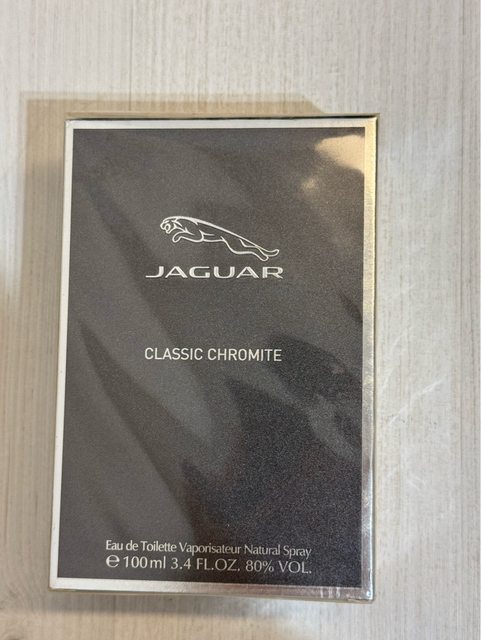 JAGUAR
CLASSIC CHROMITE
Eau de Toilette Vaporisateur Natural Spray
℮ 100 ml 3.4 FL.OZ. 80% VOL.